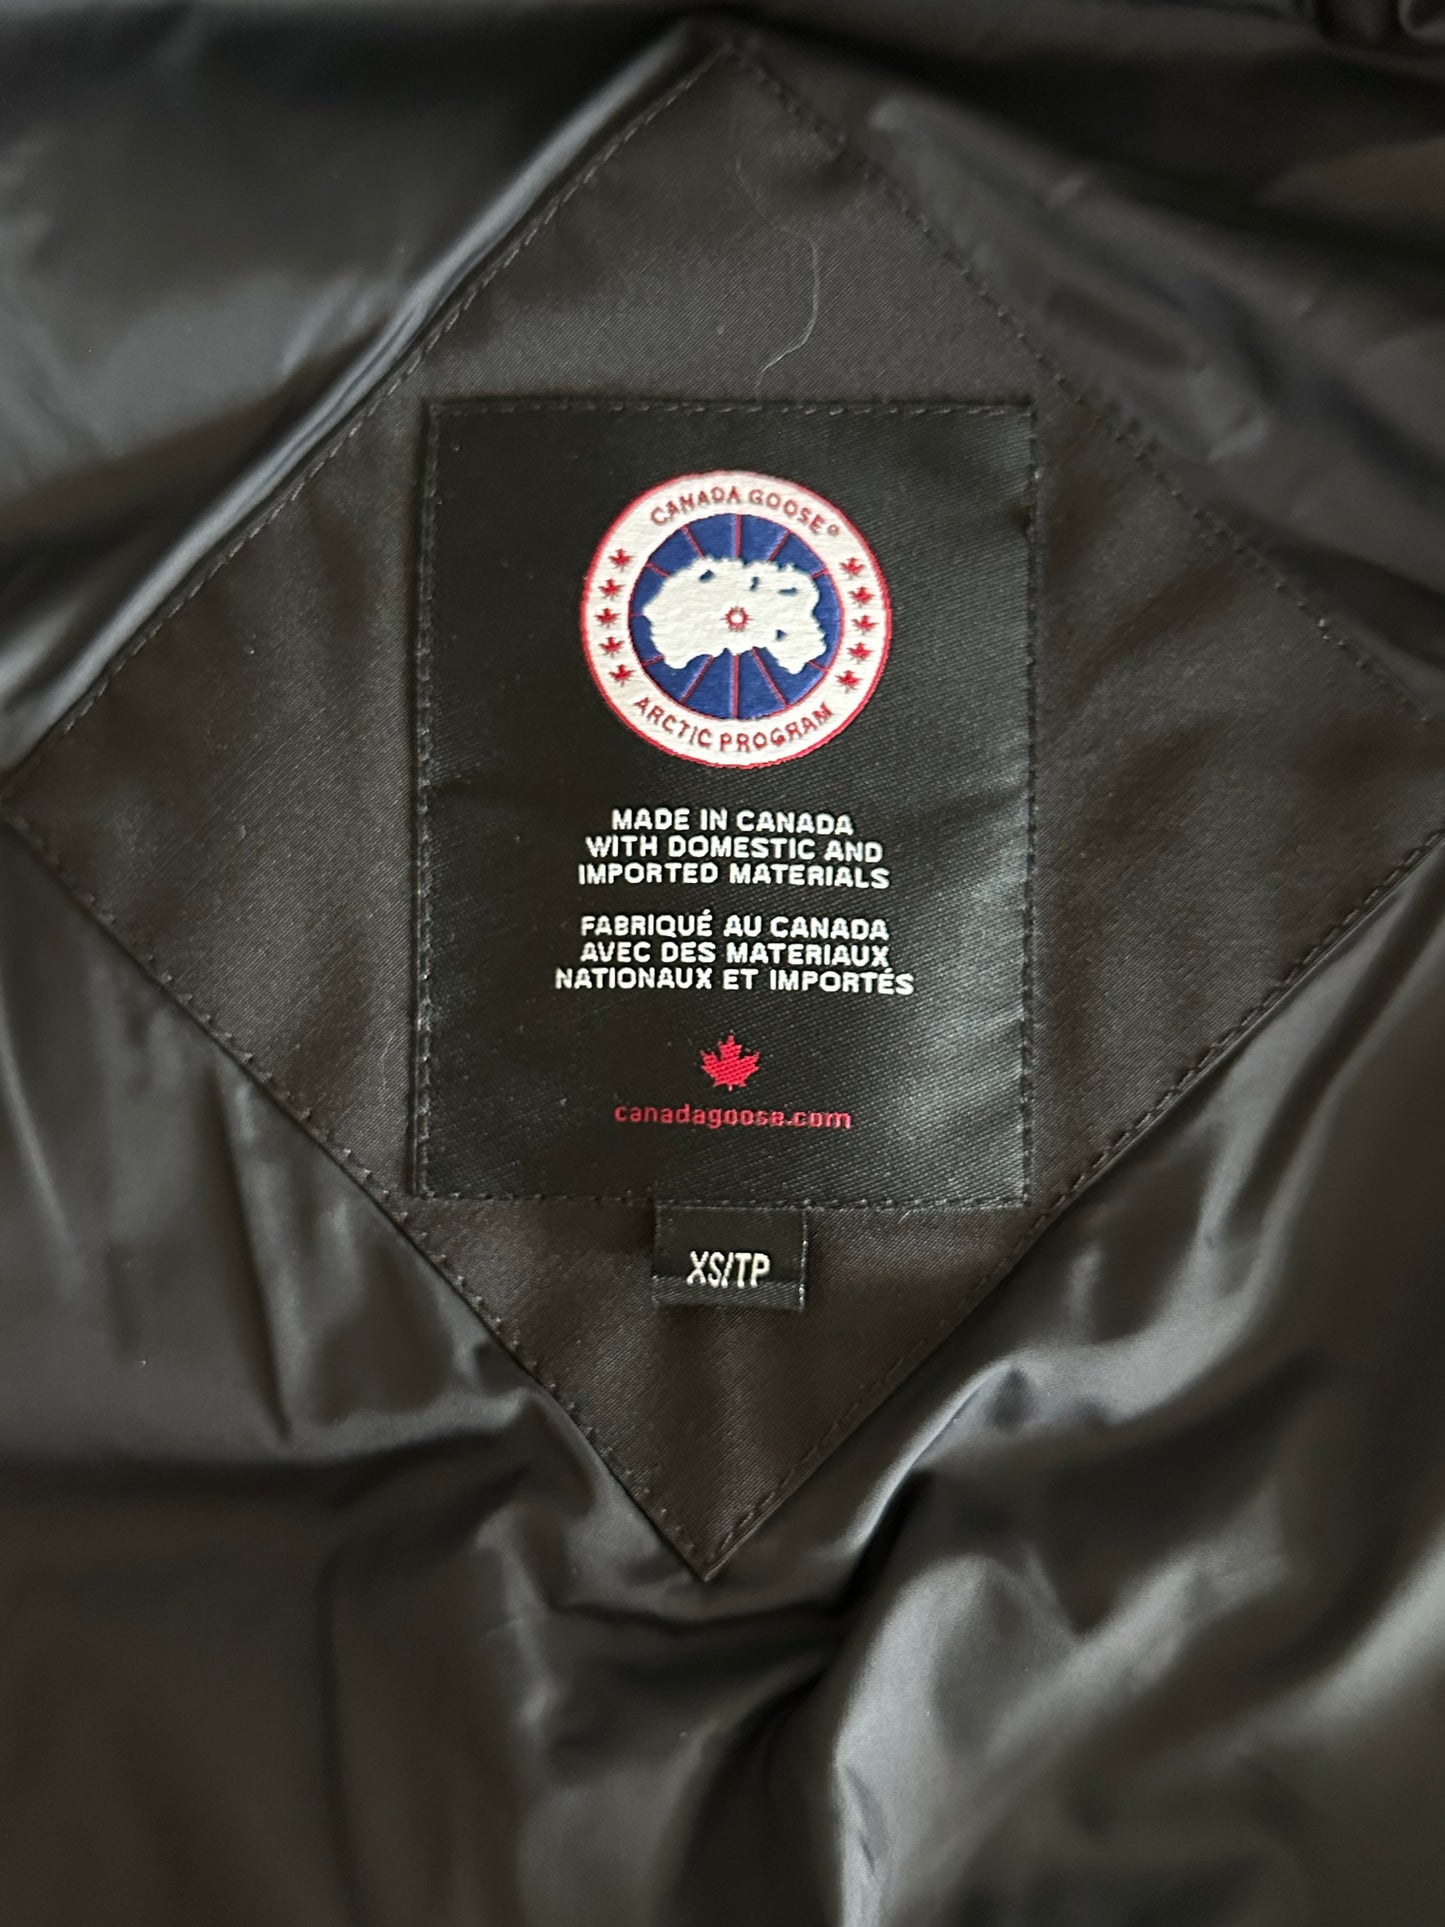 CANADA GOOSE®
ARCTIC PROGRAM
MADE IN CANADA
WITH DOMESTIC AND
IMPORTED MATERIALS
FABRIQUÉ AU CANADA
AVEC DES MATERIAUX
NATIONAUX ET IMPORTÉS
canadagoose.com
XS/TP